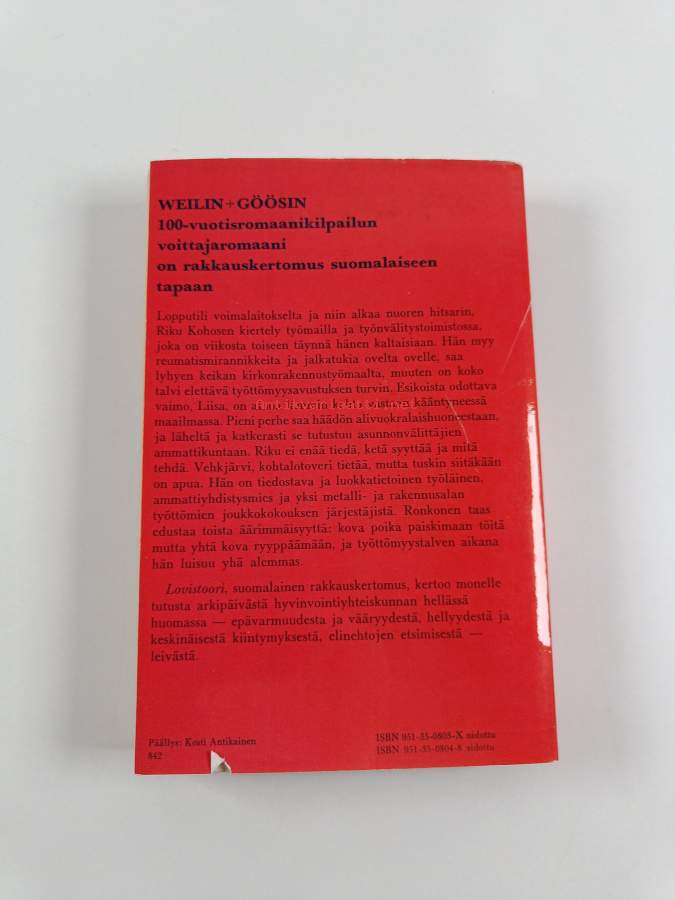 WEILIN+GÖÖSIN
100-vuotisromaanikilpailun
voittajaromaani
on rakkauskertomus suomalaiseen
tapaan
Lopputili voimalaitokselta ja niin alkaa nuoren hitsarin,
Riku Kohosen kiertely työmailla ja työnvälitystoimistossa,
joka on viikosta toiseen täynnä hänen kaltaisiaan. Hän myy
reumatismirannikkeita ja jalkatukia ovelta ovelle, saa
lyhyen keikan kirkonrakennustyömaalta, muuten on koko
talvi elettävä työttömyysavustuksen turvin. Esikoista odottava
vaimo, Liisa, on ainut kiintein kohta vastaan kääntyneessä
maailmassa. Pieni perhe saa häädön alivuokralaishuoneestaan,
ja läheltä ja katkerasti se tutustuu asunnonvälittäjien
ammattikuntaan. Riku ei enää tiedä, ketä syyttää ja mitä
tehdä. Vehkjärvi, kohtalotoveri tietää, mutta tuskin siitäkään
on apua. Hän on tiedostava ja luokkatietoinen työläinen,
ammattiyhdistysmies ja yksi metalli- ja rakennusalan
työttömien joukkokokouksen järjestäjistä. Ronkonen taas
edustaa toista äärimmäisyyttä: kova poika paiskimaan töitä
mutta yhtä kova ryyppäämään, ja työttömyystalven aikana
hän luisuu yhä alemmas.
Lovistoori, suomalainen rakkauskertomus, kertoo monelle
tutusta arkipäivästä hyvinvointiyhteiskunnan hellässä
huomassa — epävarmuudesta ja vääryydestä, hellyydestä ja
keskinäisestä kiintymyksestä, elinehtojen etsimisestä —
leivästä.
Päällys: Kosti Antikainen
842
ISBN 951-35-0803-X nidottu
ISBN 951-35-0804-8 sidottu